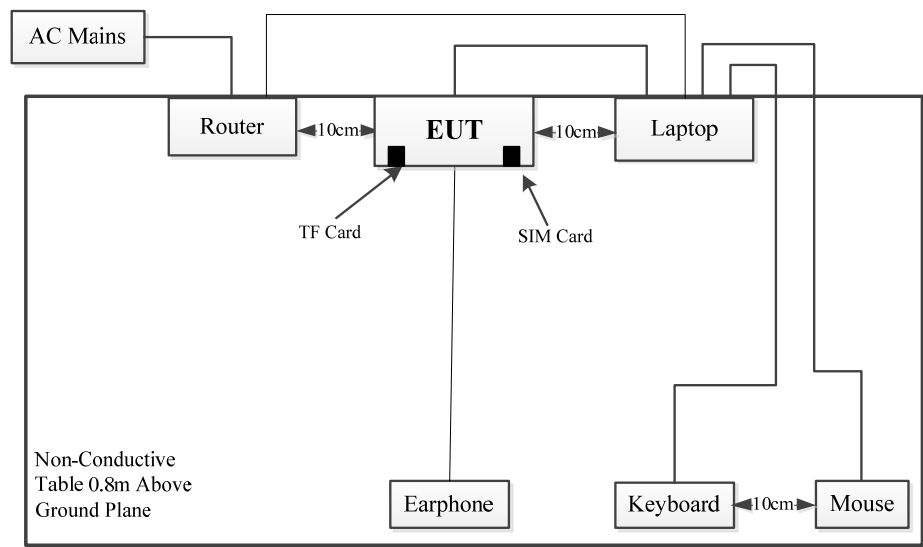 AC Mains
Router
10cm
EUT
10cm
Laptop
TF Card
SIM Card
Non-Conductive
Table 0.8m Above
Ground Plane
Earphone
Keyboard
10cm
Mouse